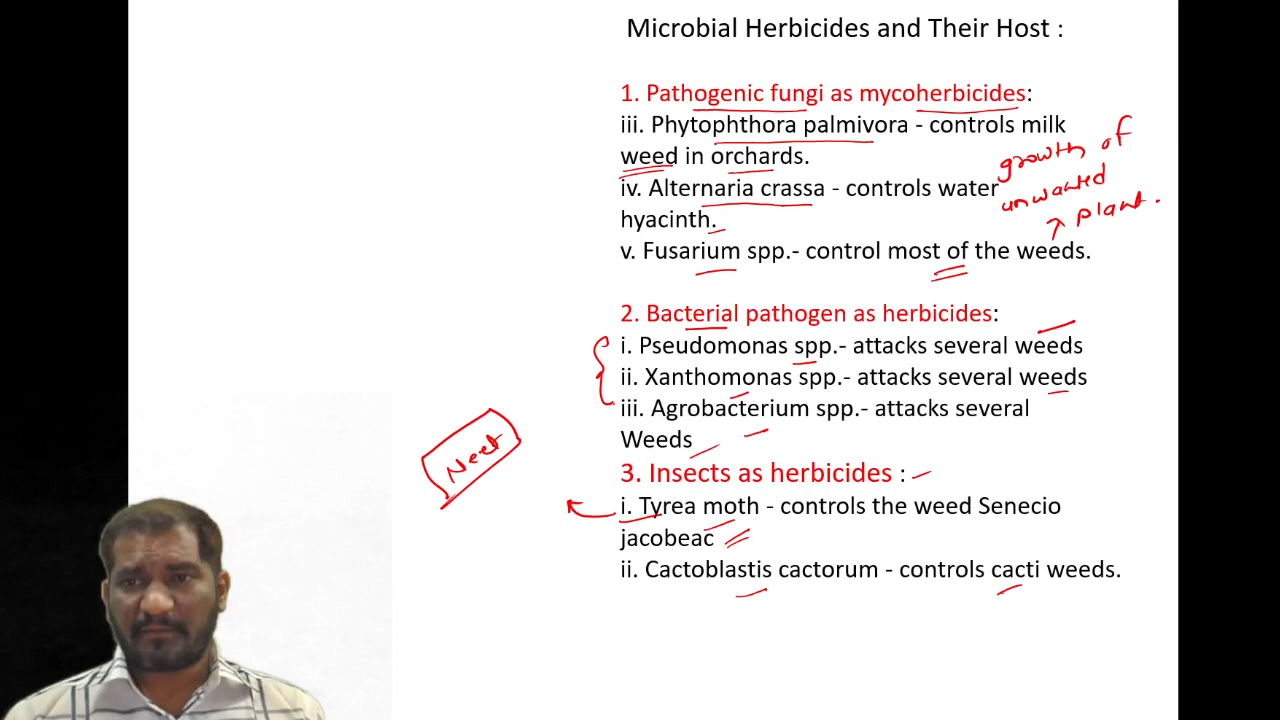 Microbial Herbicides and Their Host :
1. Pathogenic fungi as mycoherbicides:
iii. Phytophthora palmivora - controls milk
weed in orchards.
iv. Alternaria crassa - controls water
hyacinth.
v. Fusarium spp.- control most of the weeds.
growth of
unwanted
plant.
2. Bacterial pathogen as herbicides:
i. Pseudomonas spp.- attacks several weeds
ii. Xanthomonas spp.- attacks several weeds
iii. Agrobacterium spp.- attacks several
Weeds
Neet
3. Insects as herbicides :
i. Tyrea moth - controls the weed Senecio
jacobeac
ii. Cactoblastis cactorum - controls cacti weeds.